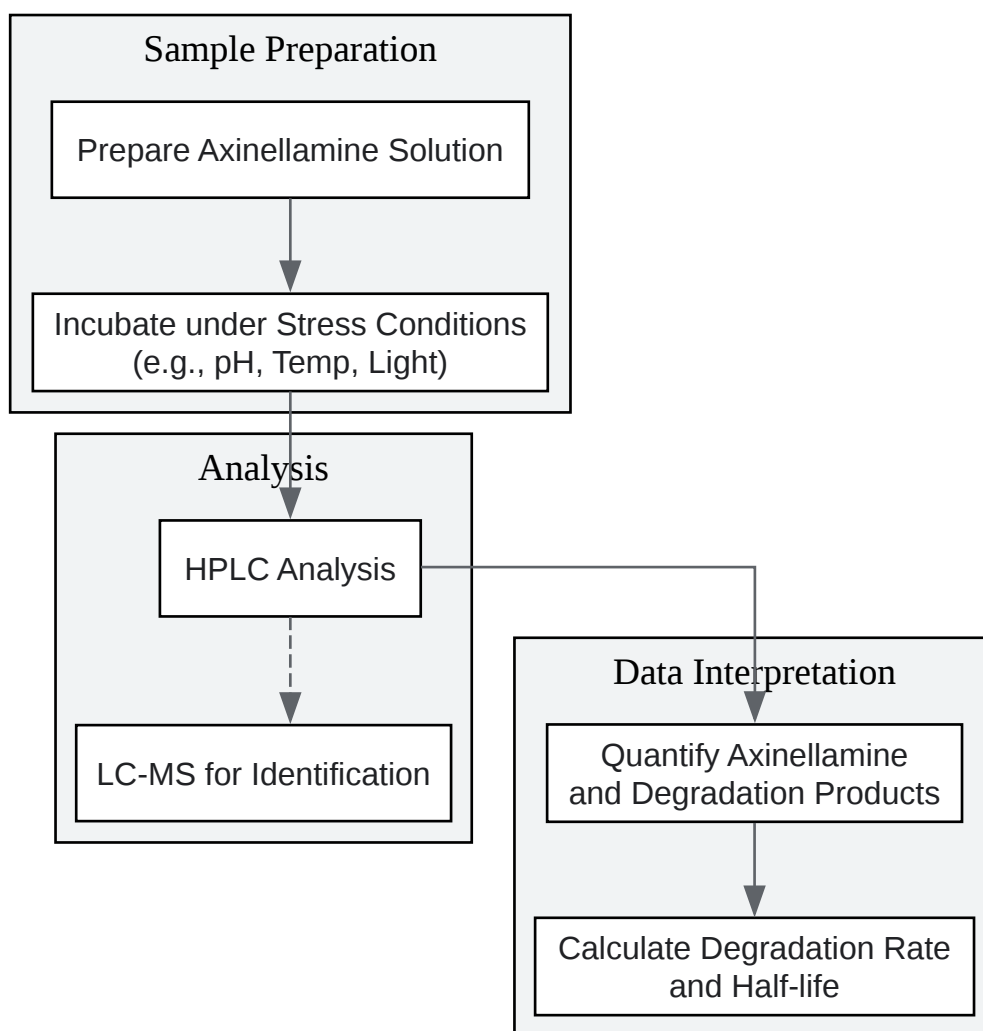 Sample Preparation
Prepare Axinellamine Solution
Incubate under Stress Conditions
(e.g., pH, Temp, Light)
Analysis
HPLC Analysis
LC-MS for Identification
Data Interpretation
Quantify Axinellamine
and Degradation Products
Calculate Degradation Rate
and Half-life